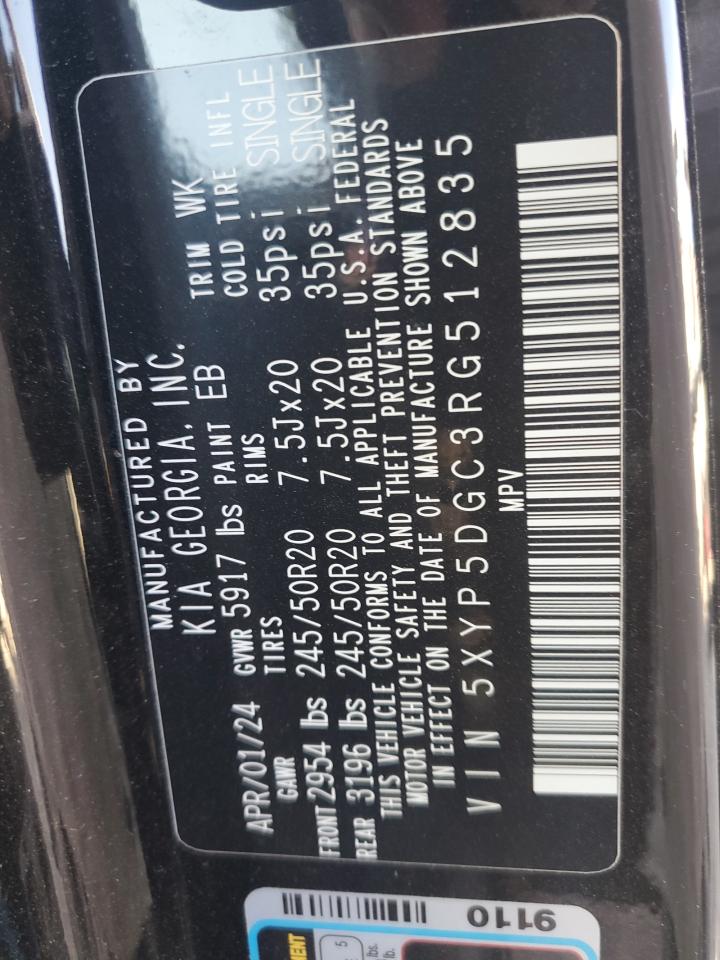 MANUFACTURED BY
KIA GEORGIA, INC.
APR/01/24 GVWR 5917 lbs PAINT EB TRIM WK
GAWR TIRES RIMS COLD TIRE INFL
FRONT 2954 lbs 245/50R20 7.5Jx20 35psi SINGLE
REAR 3196 lbs 245/50R20 7.5Jx20 35psi SINGLE
THIS VEHICLE CONFORMS TO ALL APPLICABLE U.S.A. FEDERAL
MOTOR VEHICLE SAFETY AND THEFT PREVENTION STANDARDS
IN EFFECT ON THE DATE OF MANUFACTURE SHOWN ABOVE
VIN 5XYP5DGC3RG512835
MPV
9110
5
lbs.
lb.